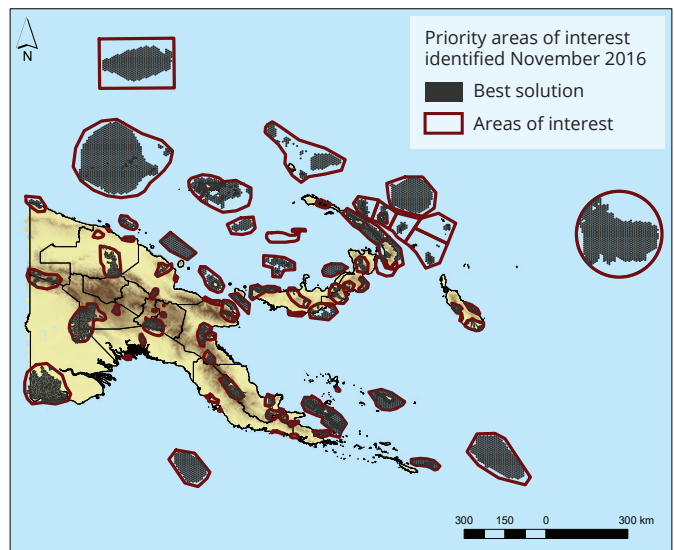 N
Priority areas of interest
identified November 2016
Best solution
Areas of interest
300 150 0 300 km